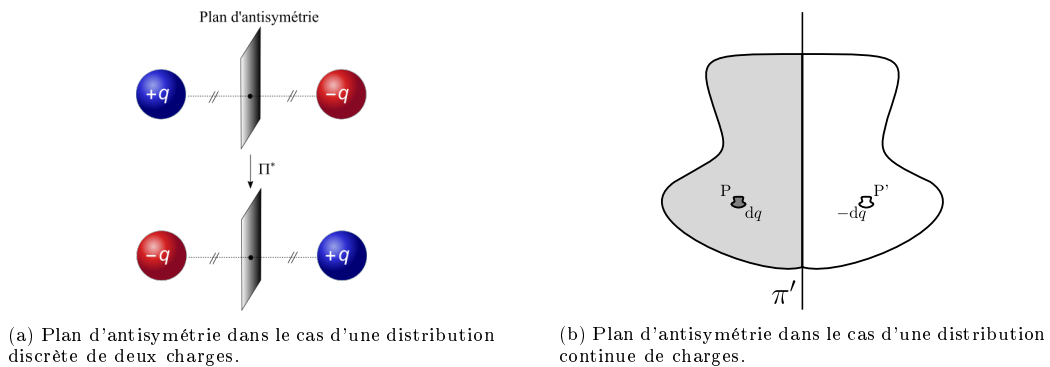 Plan d'antisymétrie
+q
-q
Π*
-q
+q
P
dq
P'
-dq
π'
(a) Plan d'antisymétrie dans le cas d'une distribution
discrète de deux charges.
(b) Plan d'antisymétrie dans le cas d'une distribution
continue de charges.